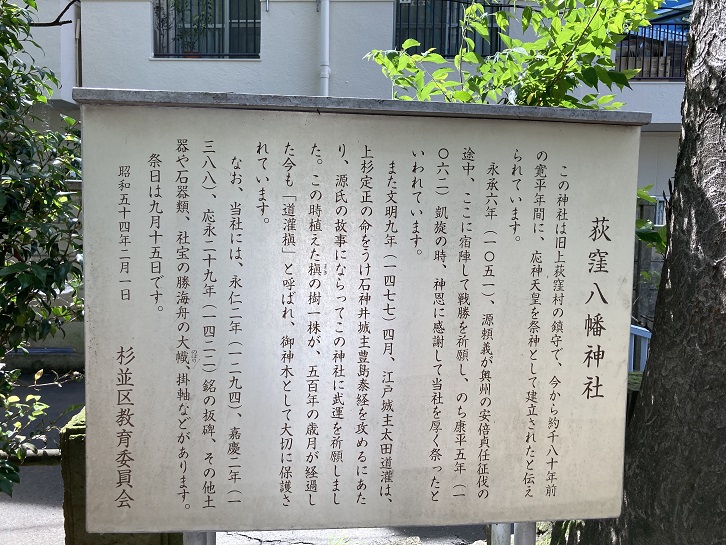 荻窪八幡神社
この神社は旧上荻窪村の鎮守で、今から約千八十年前
の寛平年間に、応神天皇を祭神として建立されたと伝え
られています。
永承六年(一〇五一)、源頼義が奥州の安倍貞任征伐の
途中、ここに宿陣して戦勝を祈願し、のち康平五年(一
〇六二)凱旋の時、神恩に感謝して当社を厚く祭ったと
いわれています。
また文明九年(一四七七)四月、江戸城主太田道灌は、
上杉定正の命をうけ石神井城主豊島泰経を攻めるにあた
り、源氏の故事にならってこの神社に武運を祈願しまし
た。この時植えた槇の樹一株が、五百年の歳月が経過し
た今も「道灌槇」と呼ばれ、御神木として大切に保護さ
れています。
なお、当社には、永仁二年(一二九四)、嘉慶二年(一
三八八)、応永二十九年(一四二二)銘の板碑、その他土
器や石器類、社宝の勝海舟の大幟、掛軸などがあります。
祭日は九月十五日です。
昭和五十四年二月一日
杉並区教育委員会